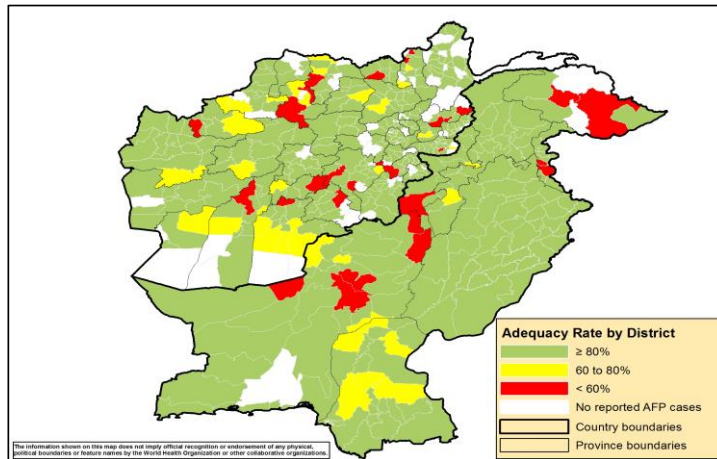 Adequacy Rate by District
≥ 80%
60 to 80%
< 60%
No reported AFP cases
Country boundaries
Province boundaries
The information shown on this map does not imply official recognition or endorsement of any physical,
political boundaries or feature names by the World Health Organization or other collaborative organizations.